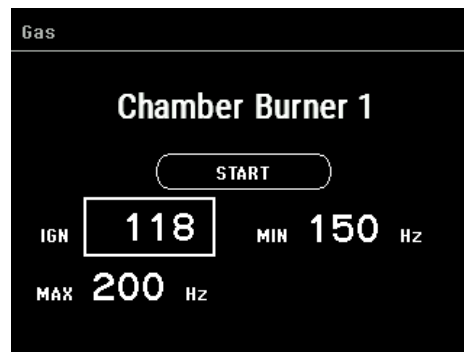 Gas
Chamber Burner 1
START
IGN 118 MIN 150 Hz
MAX 200 Hz